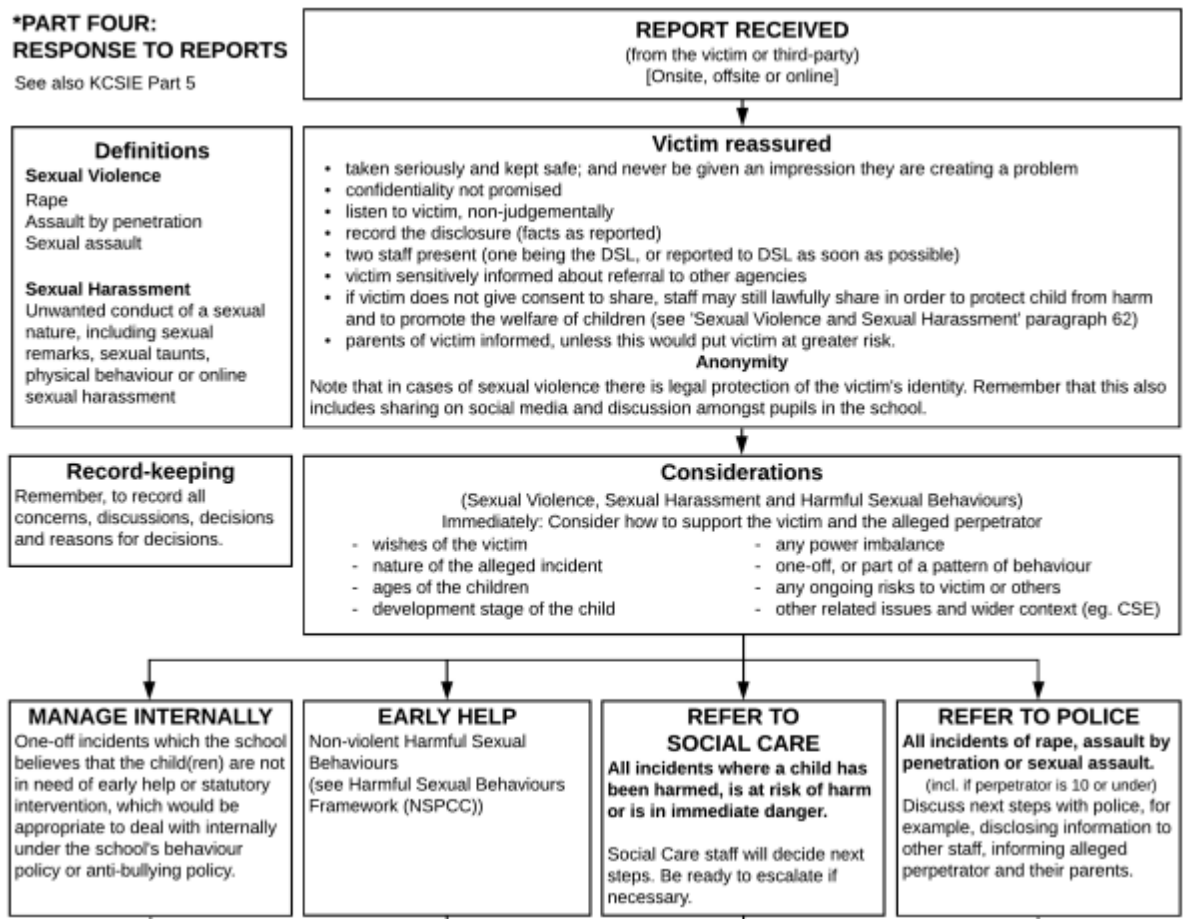 *PART FOUR:
RESPONSE TO REPORTS
See also KCSIE Part 5
REPORT RECEIVED
(from the victim or third-party)
[Onsite, offsite or online]
Definitions
Sexual Violence
Rape
Assault by penetration
Sexual assault
Sexual Harassment
Unwanted conduct of a sexual
nature, including sexual
remarks, sexual taunts,
physical behaviour or online
sexual harassment
Victim reassured
• taken seriously and kept safe; and never be given an impression they are creating a problem
• confidentiality not promised
• listen to victim, non-judgementally
• record the disclosure (facts as reported)
• two staff present (one being the DSL, or reported to DSL as soon as possible)
• victim sensitively informed about referral to other agencies
• if victim does not give consent to share, staff may still lawfully share in order to protect child from harm
and to promote the welfare of children (see 'Sexual Violence and Sexual Harassment' paragraph 62)
• parents of victim informed, unless this would put victim at greater risk.
Anonymity
Note that in cases of sexual violence there is legal protection of the victim's identity. Remember that this also
includes sharing on social media and discussion amongst pupils in the school.
Record-keeping
Remember, to record all
concerns, discussions, decisions
and reasons for decisions.
Considerations
(Sexual Violence, Sexual Harassment and Harmful Sexual Behaviours)
Immediately: Consider how to support the victim and the alleged perpetrator
- wishes of the victim
- nature of the alleged incident
- ages of the children
- development stage of the child
- any power imbalance
- one-off, or part of a pattern of behaviour
- any ongoing risks to victim or others
- other related issues and wider context (eg. CSE)
MANAGE INTERNALLY
One-off incidents which the school
believes that the child(ren) are not
in need of early help or statutory
intervention, which would be
appropriate to deal with internally
under the school's behaviour
policy or anti-bullying policy.
EARLY HELP
Non-violent Harmful Sexual
Behaviours
(see Harmful Sexual Behaviours
Framework (NSPCC))
REFER TO
SOCIAL CARE
All incidents where a child has
been harmed, is at risk of harm
or is in immediate danger.
Social Care staff will decide next
steps. Be ready to escalate if
necessary.
REFER TO POLICE
All incidents of rape, assault by
penetration or sexual assault.
(incl. if perpetrator is 10 or under)
Discuss next steps with police, for
example, disclosing information to
other staff, informing alleged
perpetrator and their parents.